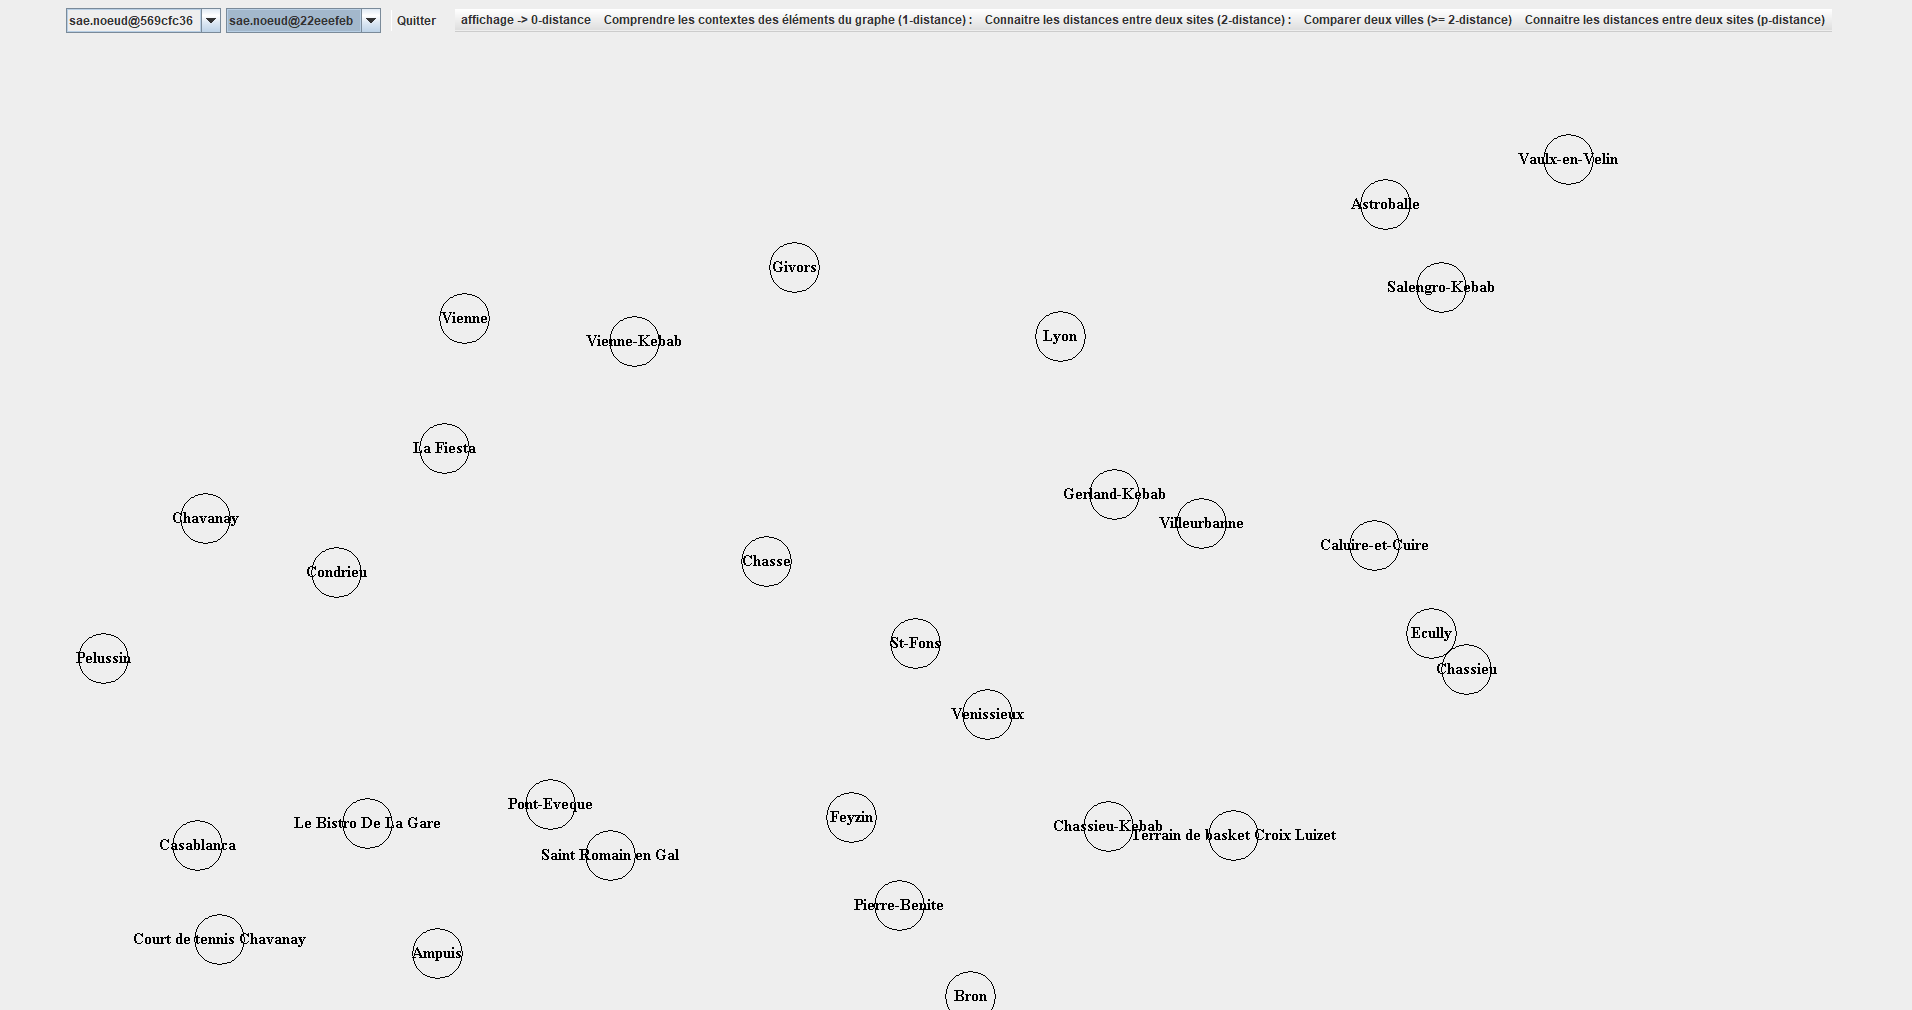 sae.noeud@569cfc36 sae.noeud@22eeefeb Quitter affichage -> 0-distance Comprendre les contextes des éléments du graphe (1-distance) : Connaitre les distances entre deux sites (2-distance) : Comparer deux villes (>= 2-distance) Connaitre les distances entre deux sites (p-distance)
Vaulx-en-Velin
Astroballe
Givors
Salengro-Kebab
Vienne
Lyon
Vienne-Kebab
La Fiesta
Gerland-Kebab
Chavanay
Villeurbanne
Caluire-et-Cuire
Chasse
Condrieu
Ecully
St-Fons
Pelussin
Chassieu
Venissieux
Pont-Eveque
Feyzin
Le Bistro De La Gare
Chassieu-Kebab
Terrain de basket Croix Luizet
Casablanca
Saint Romain en Gal
Pierre-Benite
Court de tennis Chavanay
Ampuis
Bron